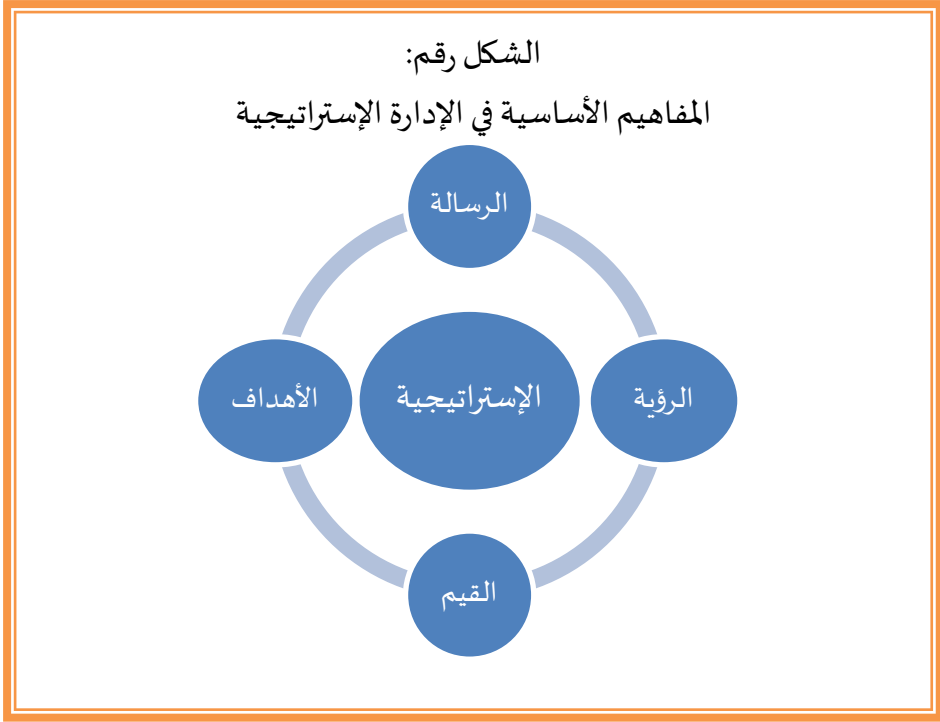 الشكل رقم:
المفاهيم الأساسية في الإدارة الإستراتيجية
الرسالة
الرؤية
الإستراتيجية
الأهداف
القيم